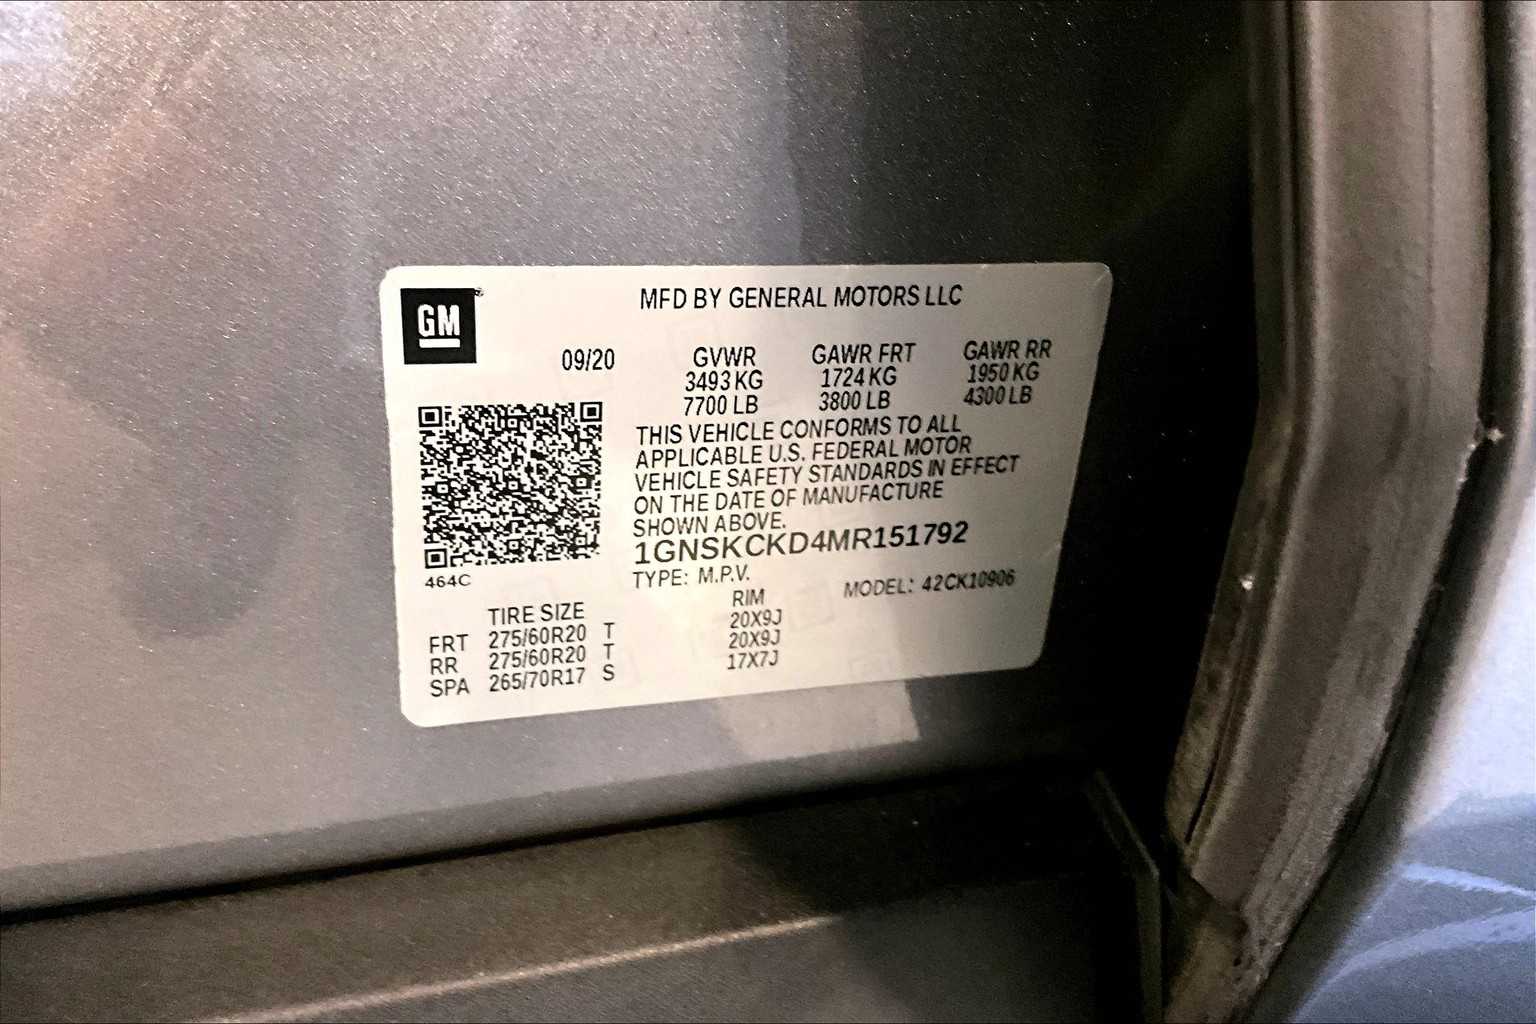 GM
MFD BY GENERAL MOTORS LLC
09/20 GVWR GAWR FRT GAWR RR
3493 KG 1724 KG 1950 KG
7700 LB 3800 LB 4300 LB
THIS VEHICLE CONFORMS TO ALL
APPLICABLE U.S. FEDERAL MOTOR
VEHICLE SAFETY STANDARDS IN EFFECT
ON THE DATE OF MANUFACTURE
SHOWN ABOVE.
1GNSKCKD4MR151792
464C
TYPE: M.P.V. MODEL: 42CK10906
TIRE SIZE RIM
FRT 275/60R20 T 20X9J
RR 275/60R20 T 20X9J
SPA 265/70R17 S 17X7J